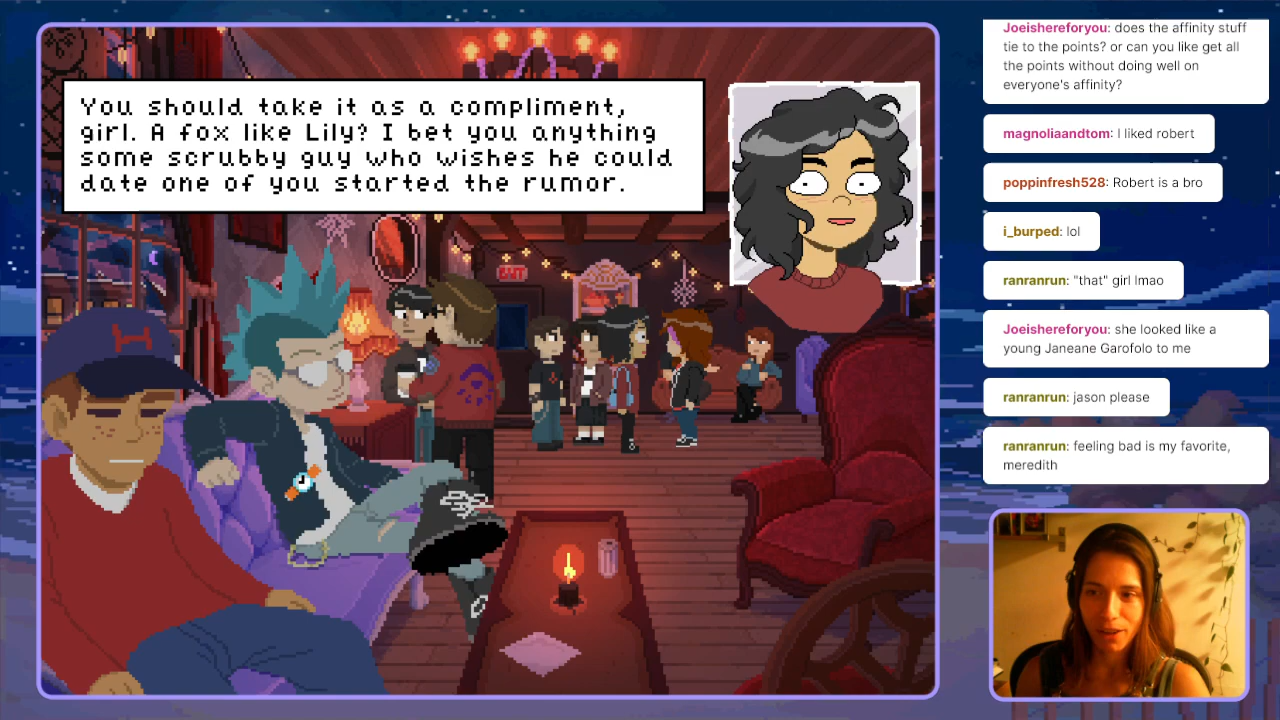 You should take it as a compliment,
girl. A fox like Lily? I bet you anything
some scrubby guy who wishes he could
date one of you started the rumor.
H
Joeishereforyou: does the affinity stuff
tie to the points? or can you like get all
the points without doing well on
everyone's affinity?
magnoliaandtom: I liked robert
poppinfresh528: Robert is a bro
i_burped: lol
ranranrun: "that" girl lmao
Joeishereforyou: she looked like a
young Janeane Garofolo to me
ranranrun: jason please
ranranrun: feeling bad is my favorite,
meredith